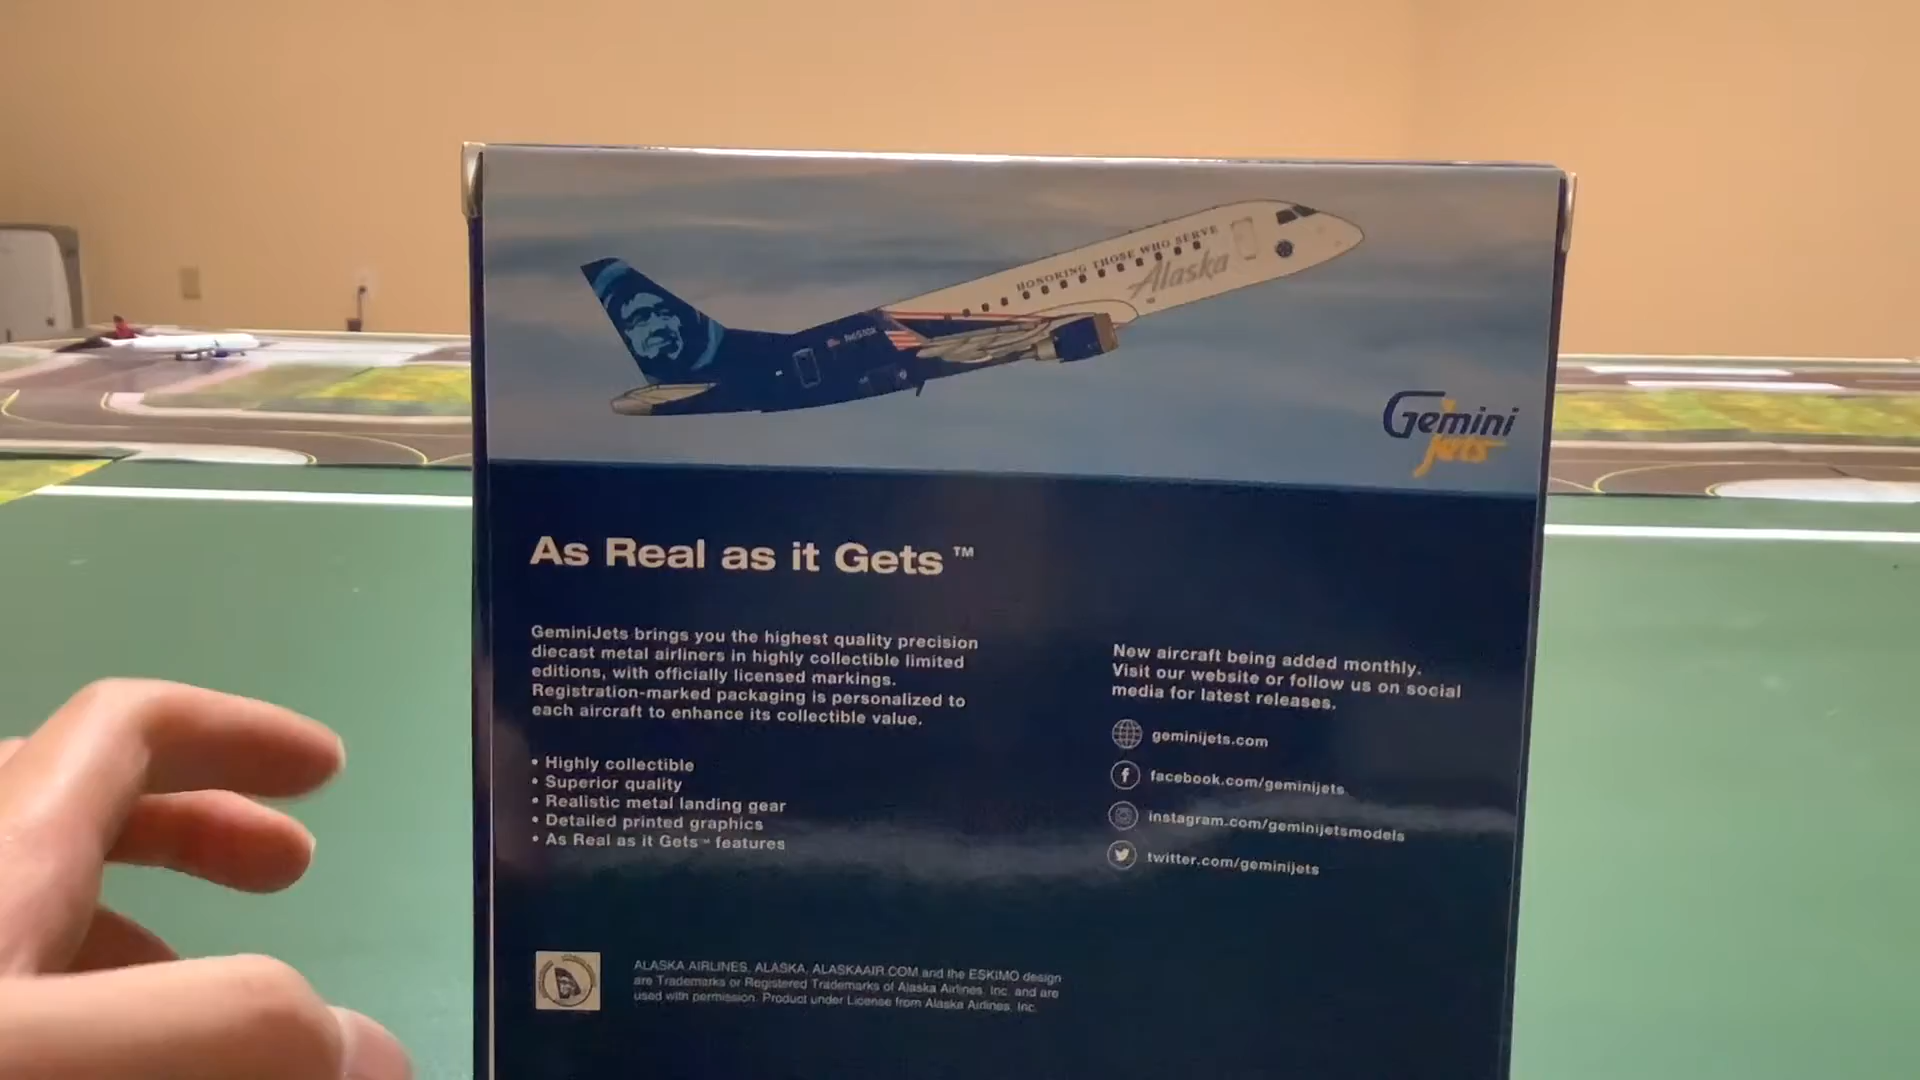 HONORING THOSE WHO SERVE
Alaska
Gemini
Jets
As Real as it Gets™
GeminiJets brings you the highest quality precision
diecast metal airliners in highly collectible limited
editions, with officially licensed markings.
Registration-marked packaging is personalized to
each aircraft to enhance its collectible value.
• Highly collectible
• Superior quality
• Realistic metal landing gear
• Detailed printed graphics
• As Real as it Gets™ features
New aircraft being added monthly.
Visit our website or follow us on social
media for latest releases.
geminijets.com
facebook.com/geminijets
instagram.com/geminijetsmodels
twitter.com/geminijets
ALASKA AIRLINES, ALASKA, ALASKAAIR.COM and the ESKIMO design
are Trademarks or Registered Trademarks of Alaska Airlines, Inc. and are
used with permission. Product under License from Alaska Airlines, Inc.